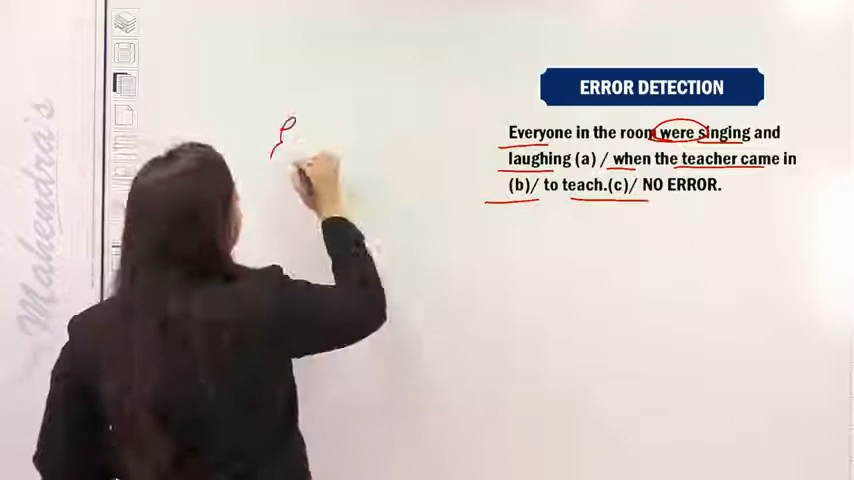 ERROR DETECTION
Everyone in the room were singing and
laughing (a) / when the teacher came in
(b)/ to teach.(c)/ NO ERROR.
Mahendra's